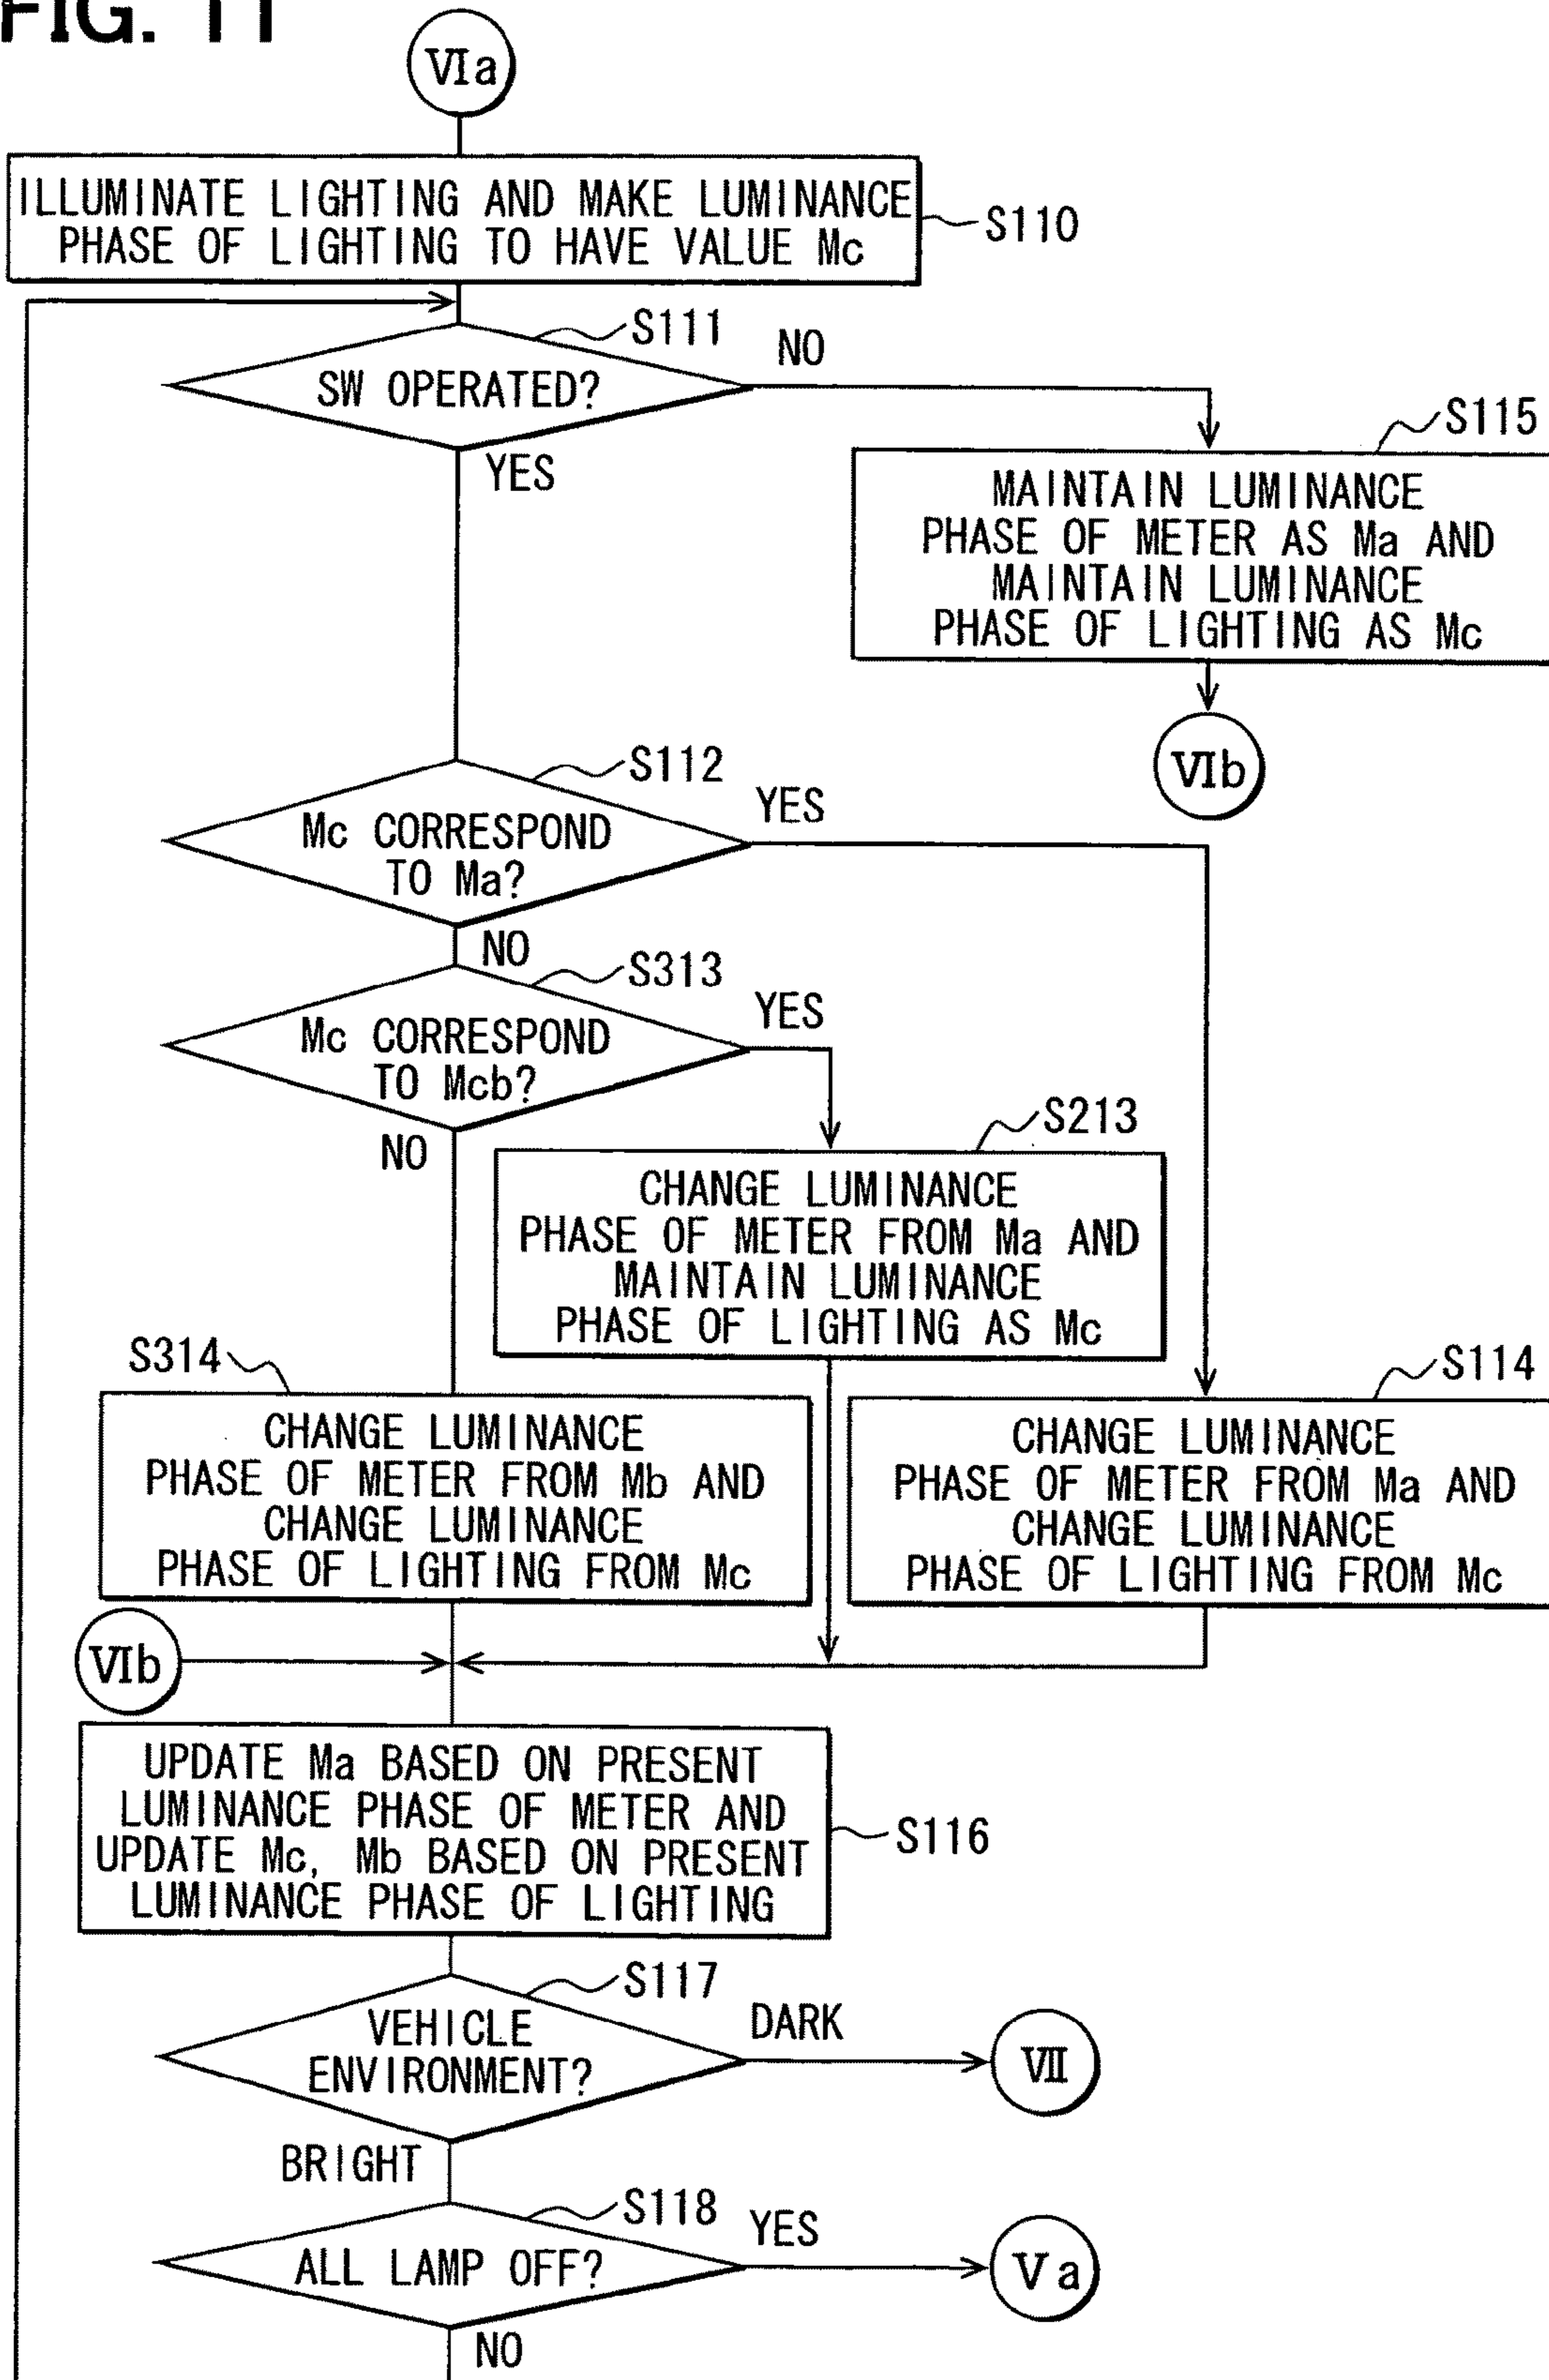 FIG. 11
VIa
ILLUMINATE LIGHTING AND MAKE LUMINANCE
PHASE OF LIGHTING TO HAVE VALUE Mc
S110
S111
SW OPERATED?
NO
YES
S115
MAINTAIN LUMINANCE
PHASE OF METER AS Ma AND
MAINTAIN LUMINANCE
PHASE OF LIGHTING AS Mc
VIb
S112
Mc CORRESPOND
TO Ma?
YES
NO
S313
Mc CORRESPOND
TO Mcb?
YES
NO
S213
CHANGE LUMINANCE
PHASE OF METER FROM Ma AND
MAINTAIN LUMINANCE
PHASE OF LIGHTING AS Mc
S314
CHANGE LUMINANCE
PHASE OF METER FROM Mb AND
CHANGE LUMINANCE
PHASE OF LIGHTING FROM Mc
S114
CHANGE LUMINANCE
PHASE OF METER FROM Ma AND
CHANGE LUMINANCE
PHASE OF LIGHTING FROM Mc
VIb
UPDATE Ma BASED ON PRESENT
LUMINANCE PHASE OF METER AND
UPDATE Mc, Mb BASED ON PRESENT
LUMINANCE PHASE OF LIGHTING
S116
S117
VEHICLE
ENVIRONMENT?
DARK
VII
BRIGHT
S118
ALL LAMP OFF?
YES
Va
NO